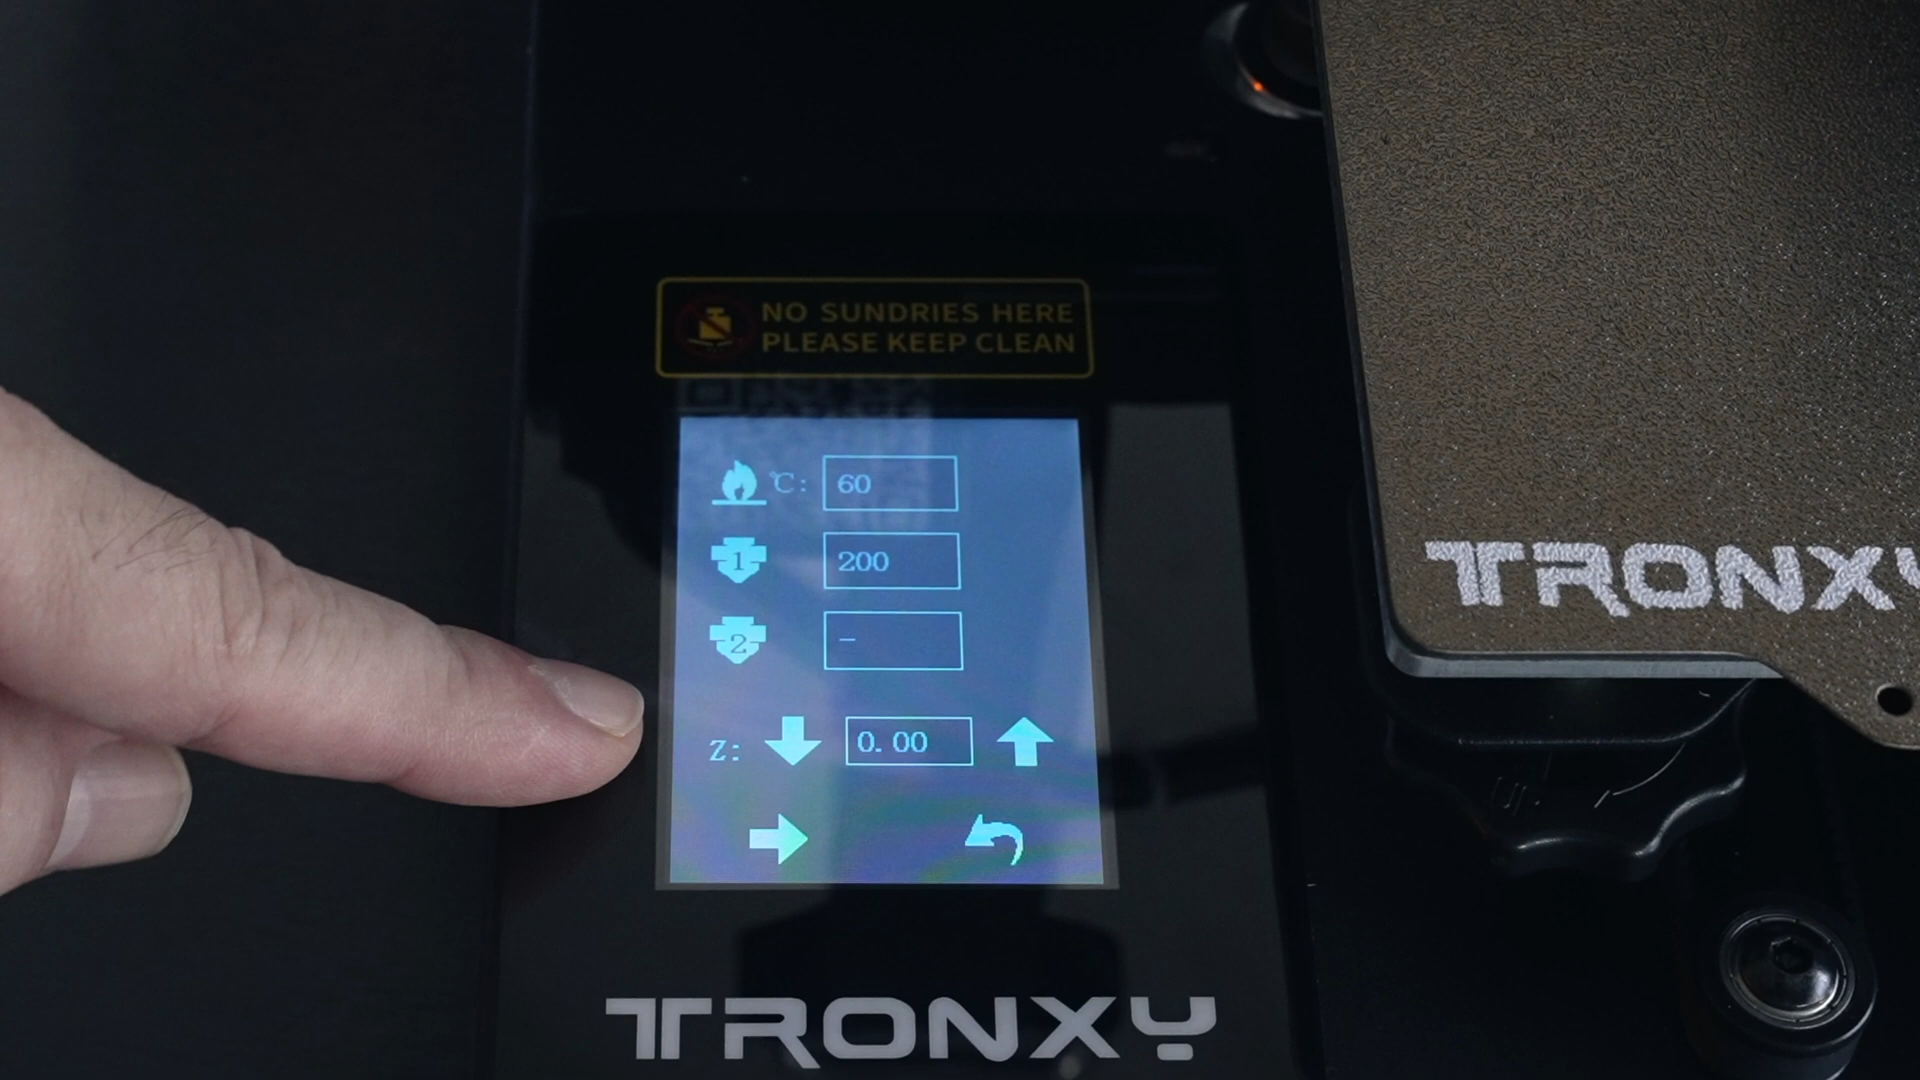 NO SUNDRIES HERE
PLEASE KEEP CLEAN
℃: 60
1 200
2 –
Z: 0.00
TRONXY
TRONXY